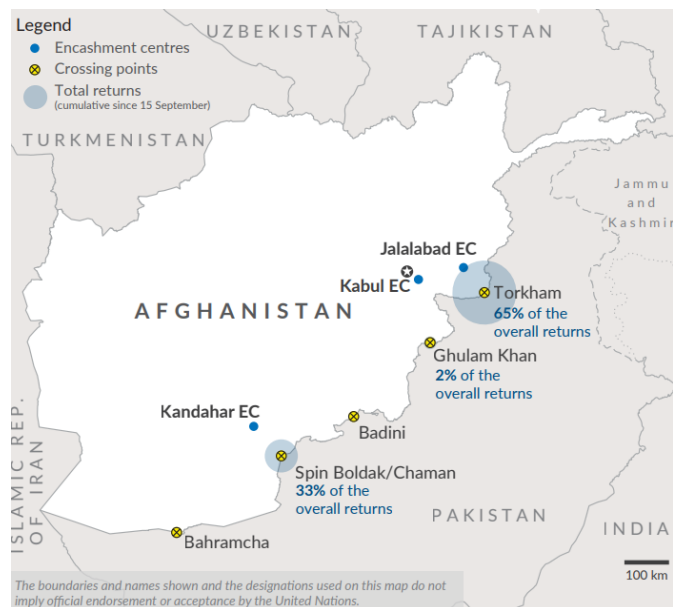 Legend
Encashment centres
Crossing points
Total returns
(cumulative since 15 September)
UZBEKISTAN
TAJIKISTAN
TURKMENISTAN
Jammu
and
Kashmir
Jalalabad EC
Kabul EC
Torkham
65% of the
overall returns
AFGHANISTAN
Ghulam Khan
2% of the
overall returns
Kandahar EC
Badini
Spin Boldak/Chaman
33% of the
overall returns
ISLAMIC REP.
OF IRAN
PAKISTAN
INDIA
Bahramcha
100 km
The boundaries and names shown and the designations used on this map do not
imply official endorsement or acceptance by the United Nations.